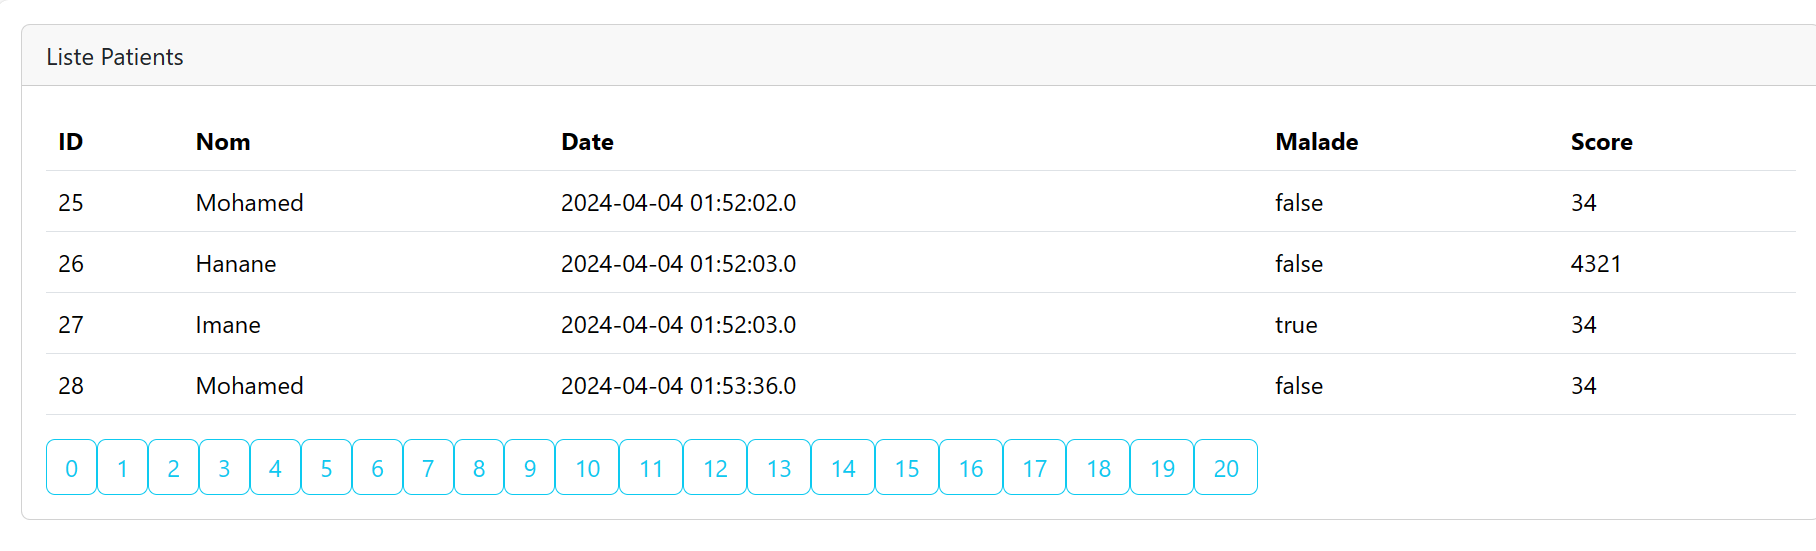 Liste Patients
ID Nom Date Malade Score
25 Mohamed 2024-04-04 01:52:02.0 false 34
26 Hanane 2024-04-04 01:52:03.0 false 4321
27 Imane 2024-04-04 01:52:03.0 true 34
28 Mohamed 2024-04-04 01:53:36.0 false 34
0 1 2 3 4 5 6 7 8 9 10 11 12 13 14 15 16 17 18 19 20